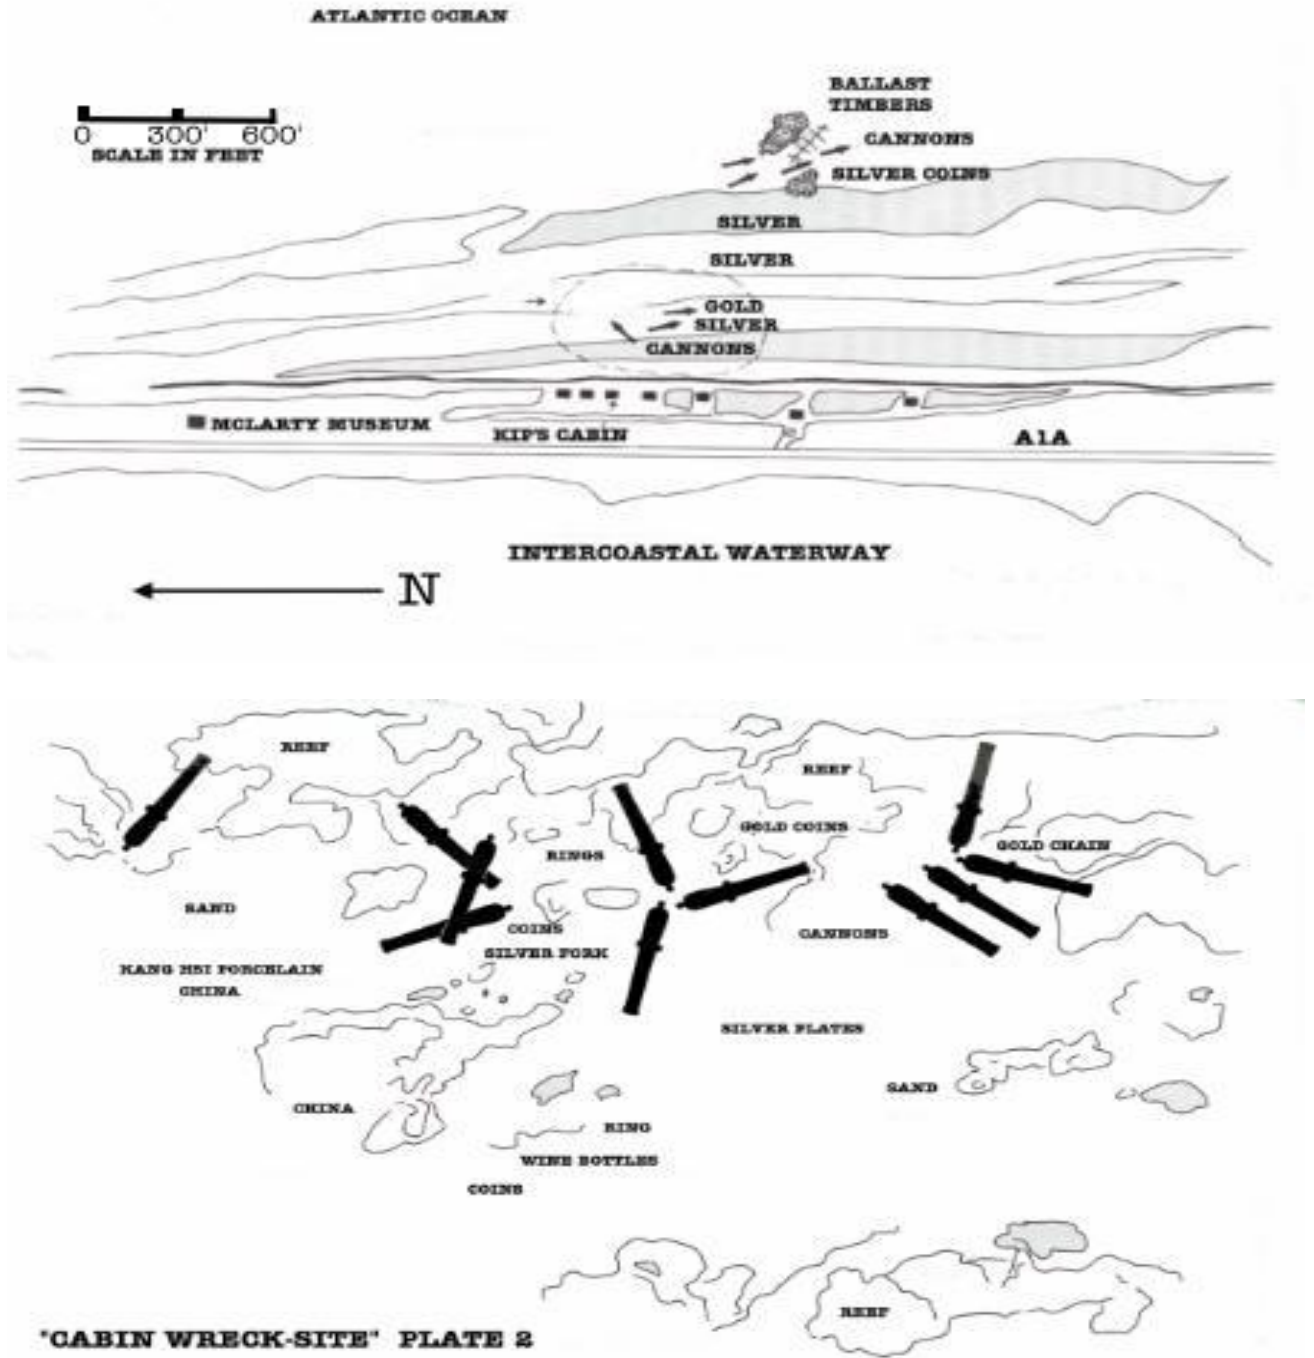 ATLANTIC OCEAN
BALLAST
TIMBERS
0 300' 600'
SCALE IN FEET
CANNONS
SILVER COINS
SILVER
SILVER
GOLD
SILVER
CANNONS
MCLARTY MUSEUM
KIP'S CABIN
A1A
INTERCOASTAL WATERWAY
N
REEF
REEF
GOLD COINS
RINGS
GOLD CHAIN
SAND
COINS
CANNONS
SILVER FORK
KANG HSI PORCELAIN
CHINA
SILVER PLATES
SAND
CHINA
RING
WINE BOTTLES
COINS
REEF
"CABIN WRECK-SITE" PLATE 2